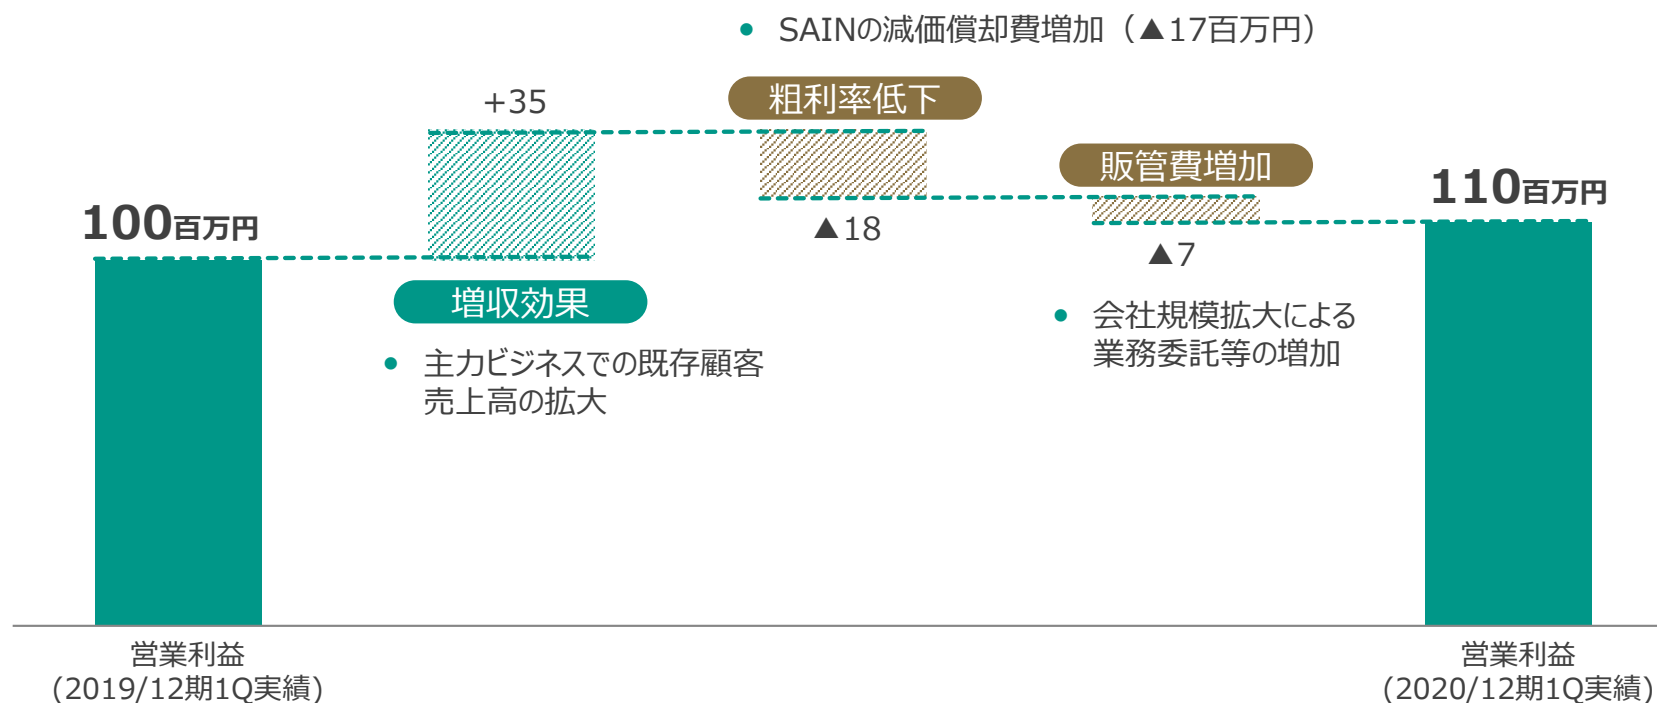 • SAINの減価償却費増加（▲17百万円）
+35
粗利率低下
販管費増加
110百万円
100百万円
▲18
▲7
増収効果
• 会社規模拡大による
業務委託等の増加
• 主力ビジネスでの既存顧客
売上高の拡大
営業利益
(2019/12期1Q実績)
営業利益
(2020/12期1Q実績)